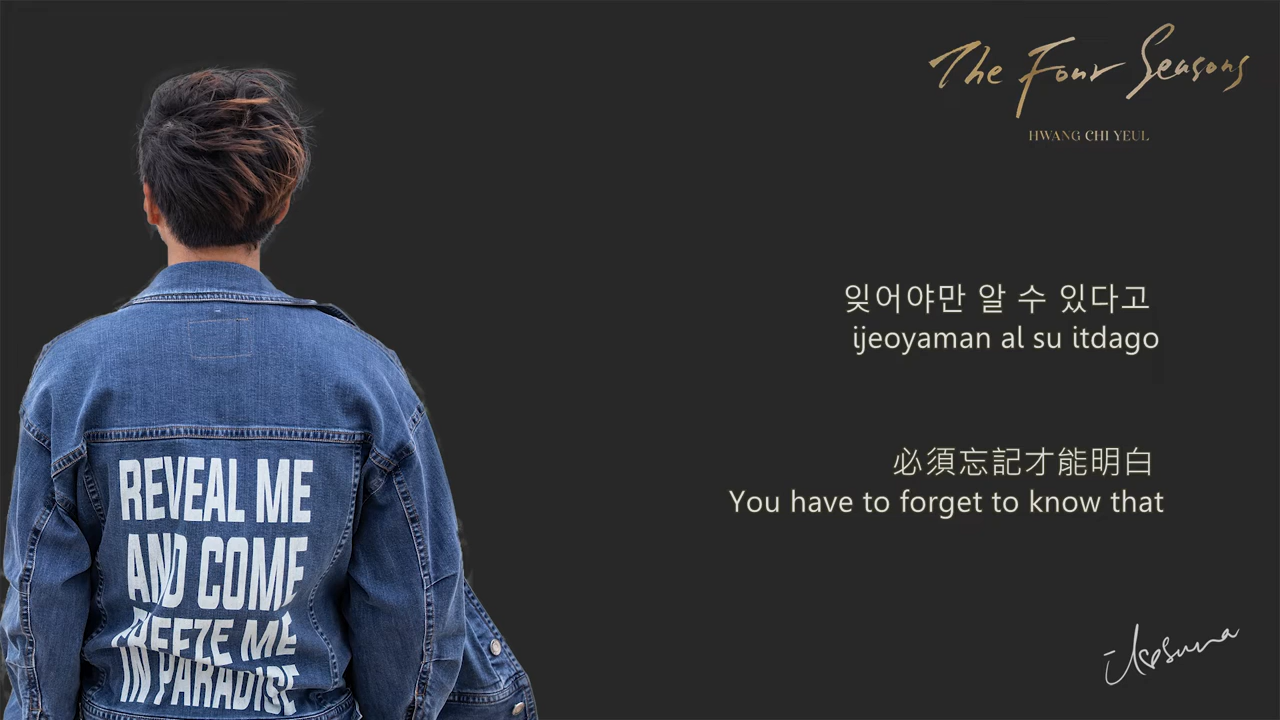 The Four Seasons
HWANG CHI YEUL
잊어야만 알 수 있다고
ijeoyaman al su itdago
必須忘記才能明白
You have to forget to know that
REVEAL ME
AND COME
FREEZE ME
IN PARADISE